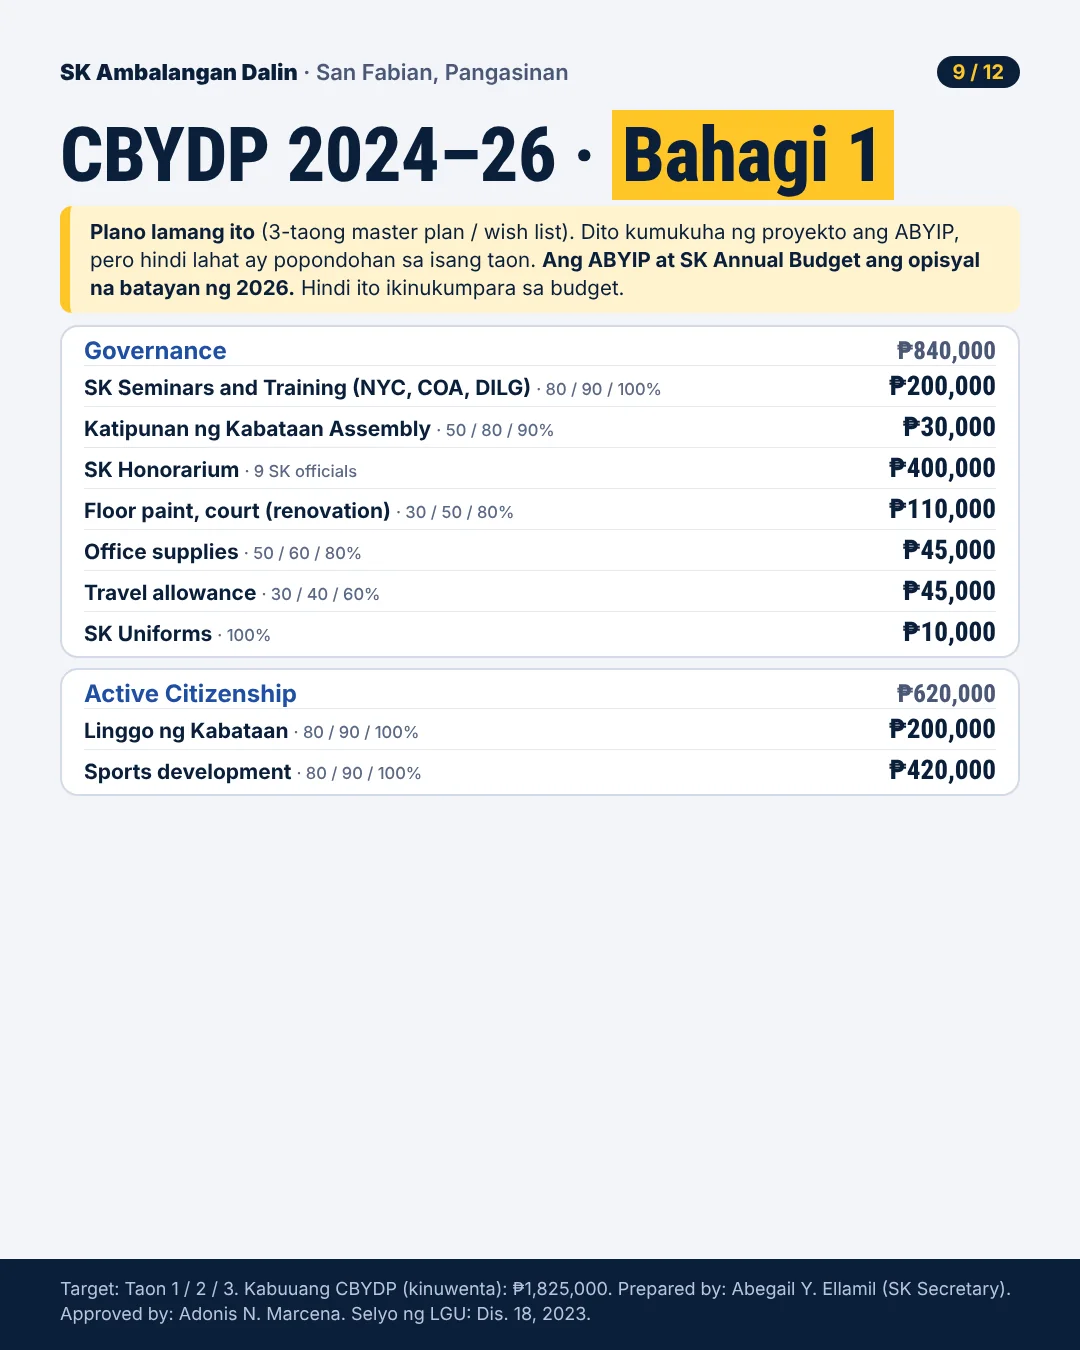 SK Ambalangan Dalin · San Fabian, Pangasinan
9 / 12
CBYDP 2024–26 · Bahagi 1
Plano lamang ito (3-taong master plan / wish list). Dito kumukuha ng proyekto ang ABYIP,
pero hindi lahat ay popondohan sa isang taon. Ang ABYIP at SK Annual Budget ang opisyal
na batayan ng 2026. Hindi ito ikinukumpara sa budget.
Governance ₱840,000
SK Seminars and Training (NYC, COA, DILG) · 80 / 90 / 100% ₱200,000
Katipunan ng Kabataan Assembly · 50 / 80 / 90% ₱30,000
SK Honorarium · 9 SK officials ₱400,000
Floor paint, court (renovation) · 30 / 50 / 80% ₱110,000
Office supplies · 50 / 60 / 80% ₱45,000
Travel allowance · 30 / 40 / 60% ₱45,000
SK Uniforms · 100% ₱10,000
Active Citizenship ₱620,000
Linggo ng Kabataan · 80 / 90 / 100% ₱200,000
Sports development · 80 / 90 / 100% ₱420,000
Target: Taon 1 / 2 / 3. Kabuuang CBYDP (kinuwenta): ₱1,825,000. Prepared by: Abegail Y. Ellamil (SK Secretary).
Approved by: Adonis N. Marcena. Selyo ng LGU: Dis. 18, 2023.